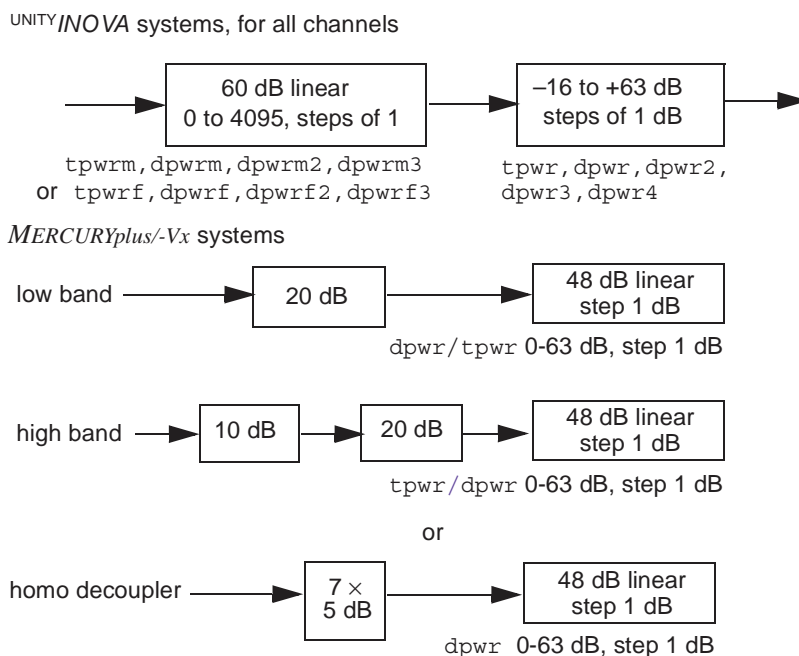 UNITYINOVA systems, for all channels
60 dB linear
0 to 4095, steps of 1
–16 to +63 dB
steps of 1 dB
tpwrm,dpwrm,dpwrm2,dpwrm3
or tpwrf,dpwrf,dpwrf2,dpwrf3
tpwr,dpwr,dpwr2,
dpwr3,dpwr4
MERCURYplus/-Vx systems
low band
20 dB
48 dB linear
step 1 dB
dpwr/tpwr 0-63 dB, step 1 dB
high band
10 dB
20 dB
48 dB linear
step 1 dB
tpwr/dpwr 0-63 dB, step 1 dB
or
homo decoupler
7 ×
5 dB
48 dB linear
step 1 dB
dpwr 0-63 dB, step 1 dB